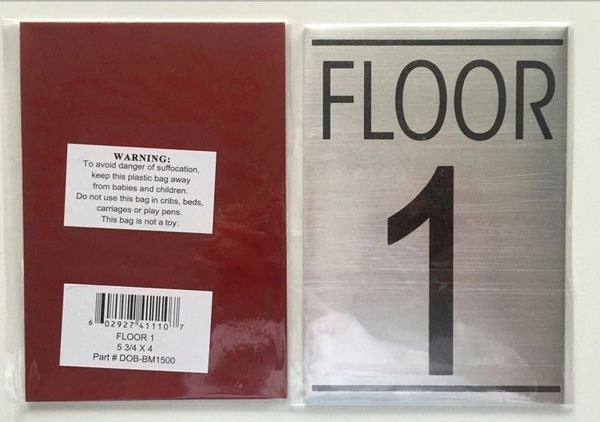 WARNING:
To avoid danger of suffocation,
keep this plastic bag away
from babies and children.
Do not use this bag in cribs, beds,
carriages or play pens.
This bag is not a toy.
6 02927 41110 7
FLOOR 1
5 3/4 X 4
Part # DOB-BM1500
FLOOR
1